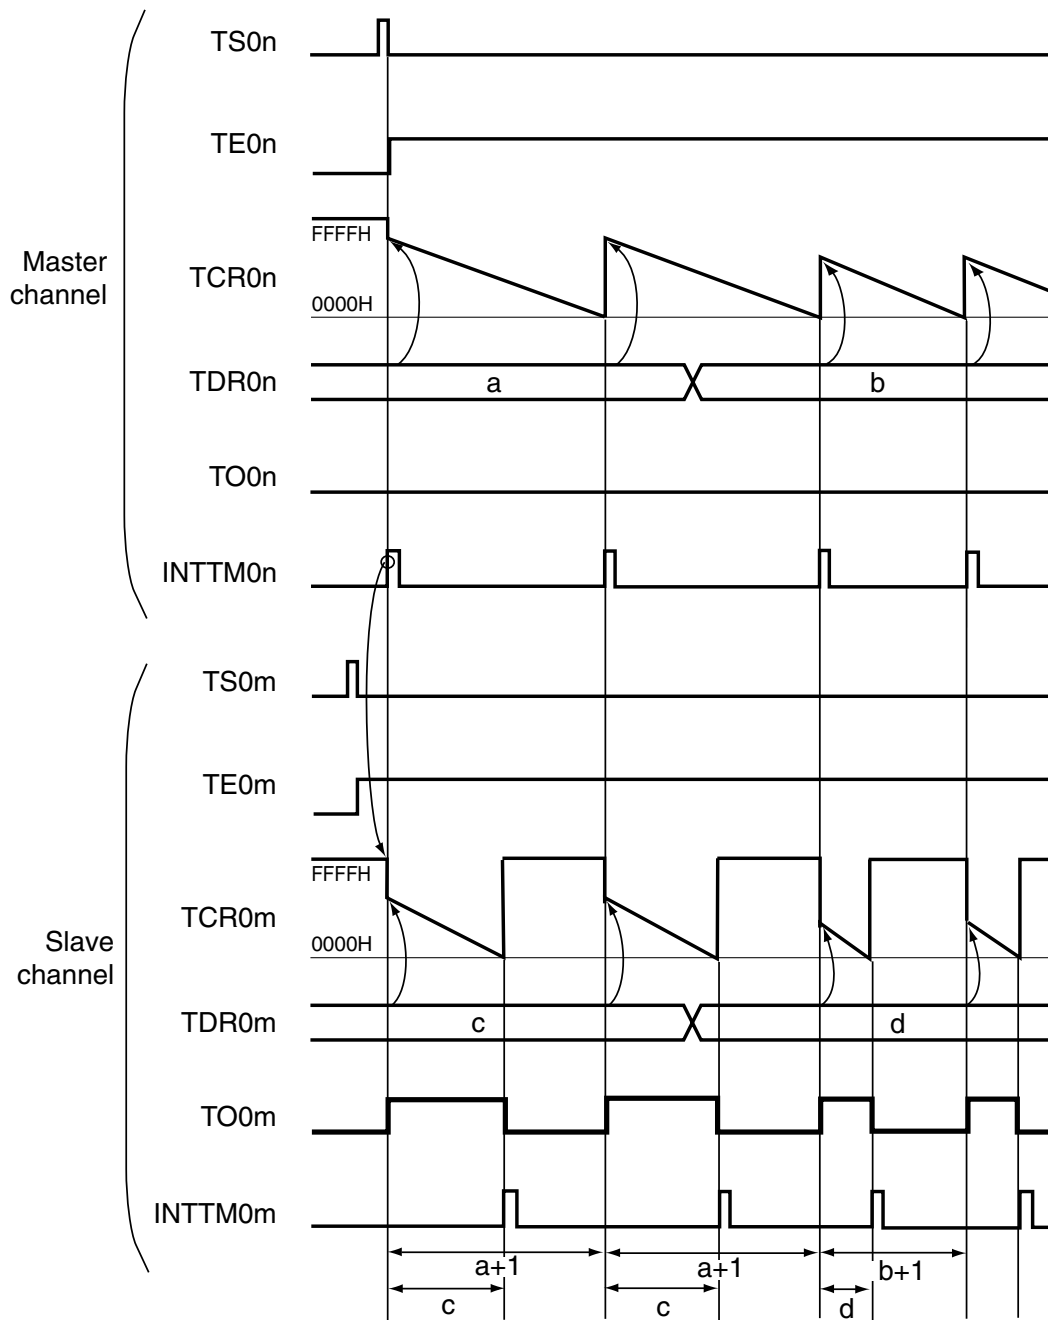 TS0n
TE0n
FFFFH
TCR0n
0000H
Master
channel
TDR0n
a
b
TO0n
INTTM0n
TS0m
TE0m
FFFFH
TCR0m
0000H
Slave
channel
TDR0m
c
d
TO0m
INTTM0m
a+1
a+1
b+1
c
c
d